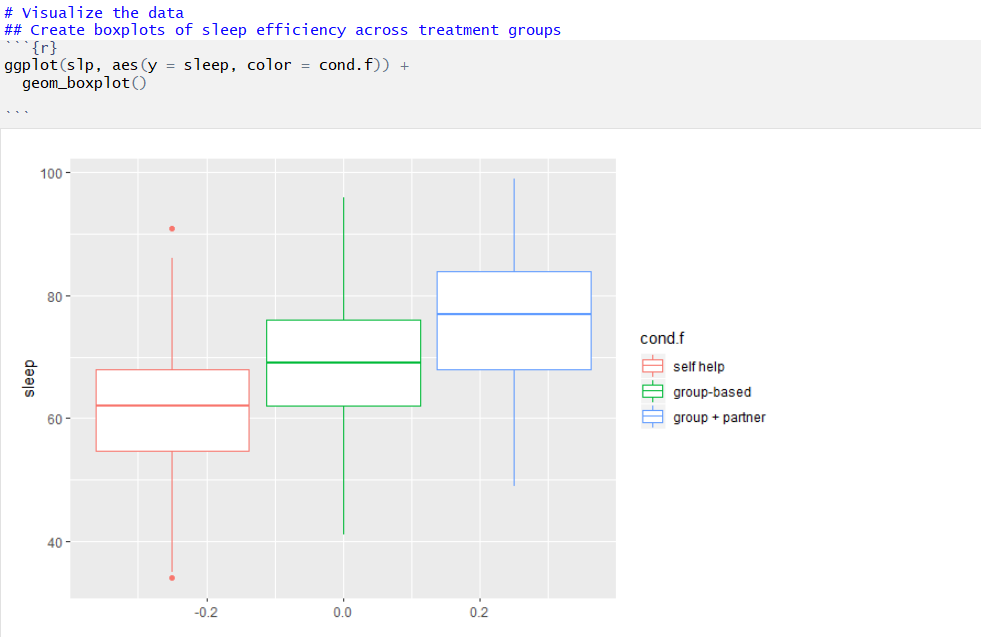 # Visualize the data
## Create boxplots of sleep efficiency across treatment groups
```{r}
ggplot(slp, aes(y = sleep, color = cond.f)) +
  geom_boxplot()
```
100
80
60
40
sleep
-0.2
0.0
0.2
cond.f
self help
group-based
group + partner